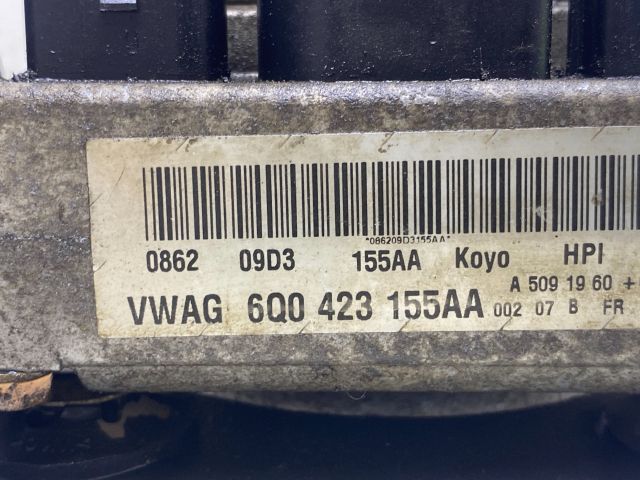 *086209D3155AA*
0862 09D3 155AA Koyo HPI
A 509 19 60 +
VWAG 6Q0 423 155AA 002 07 B FR